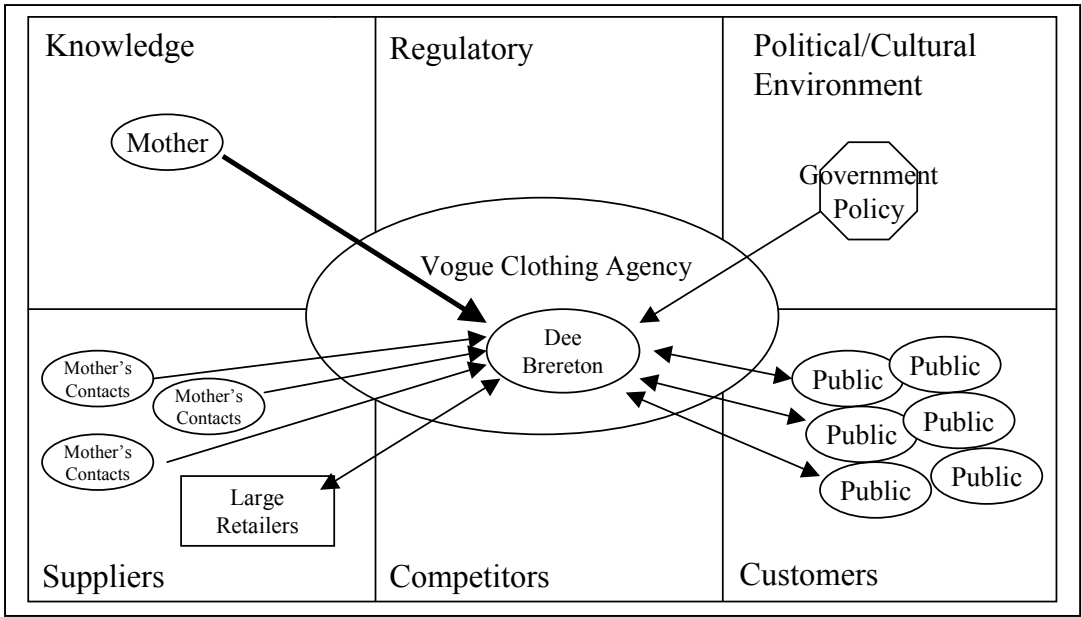 Knowledge
Regulatory
Political/Cultural
Environment
Mother
Government
Policy
Vogue Clothing Agency
Dee
Brereton
Mother's
Contacts
Mother's
Contacts
Mother's
Contacts
Large
Retailers
Public
Public
Public
Public
Public
Public
Suppliers
Competitors
Customers